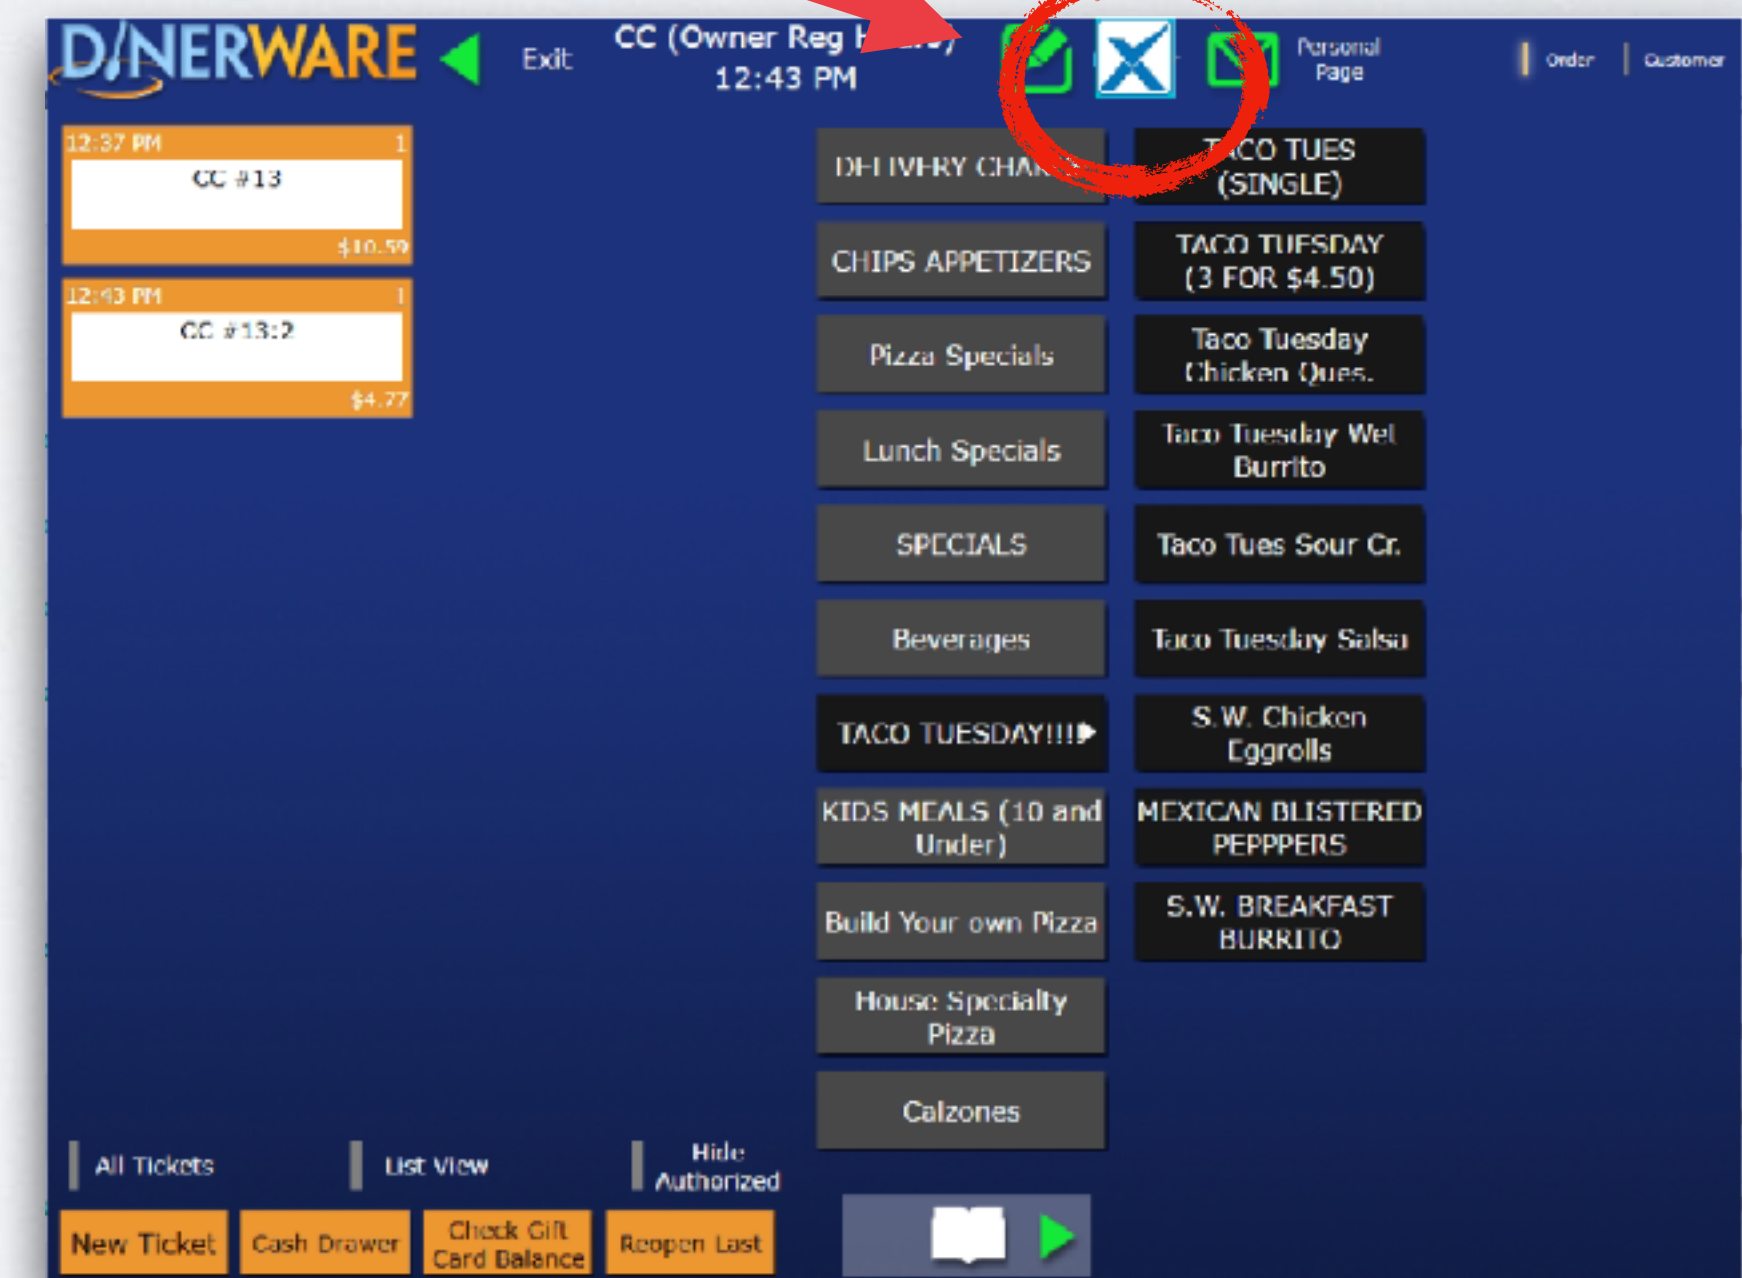 DINERWARE
Exit
CC (Owner Reg
12:43 PM
Personal
Page
Order
Customer
12:37 PM 1
CC #13
$10.59
12:43 PM 1
CC #13:2
$4.77
DELIVERY
CHIPS APPETIZERS
Pizza Specials
Lunch Specials
SPECIALS
Beverages
TACO TUESDAY!!!!
KIDS MEALS (10 and
Under)
Build Your own Pizza
House Specialty
Pizza
Calzones
TACO TUES
(SINGLE)
TACO TUESDAY
(3 FOR $4.50)
Taco Tuesday
Chicken Ques.
Taco Tuesday Wet
Burrito
Taco Tues Sour Cr.
Taco Tuesday Salsa
S.W. Chicken
Eggrolls
MEXICAN BLISTERED
PEPPPERS
S.W. BREAKFAST
BURRITO
All Tickets
List View
Hide
Authorized
New Ticket
Cash Drawer
Check Gift
Card Balance
Reopen Last